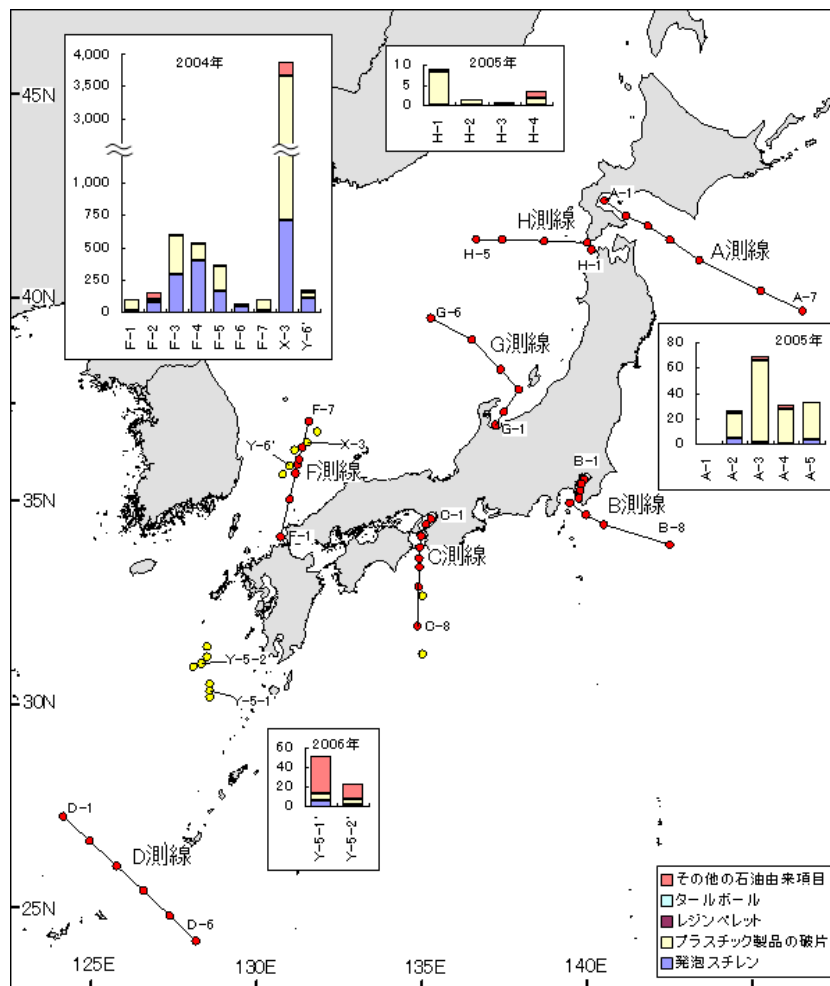 2004年
4,000
3,500
3,000
1,000
750
500
250
0
F-1
F-2
F-3
F-4
F-5
F-6
F-7
X-3
Y-6'
2005年
10
5
0
H-1
H-2
H-3
H-4
45N
40N
35N
30N
25N
A-1
H測線
A測線
H-5
H-1
A-7
G-6
G測線
G-1
2005年
80
60
40
20
0
A-1
A-2
A-3
A-4
A-5
F-7
Y-6'
X-3
F測線
F-1
B-1
B測線
B-8
C-1
C測線
C-8
Y-5-2
Y-5-1
2006年
60
40
20
0
Y-5-1'
Y-5-2'
D-1
D測線
D-6
その他の石油由来項目
タールボール
レジンペレット
プラスチック製品の破片
発泡スチレン
125E
130E
135E
140E